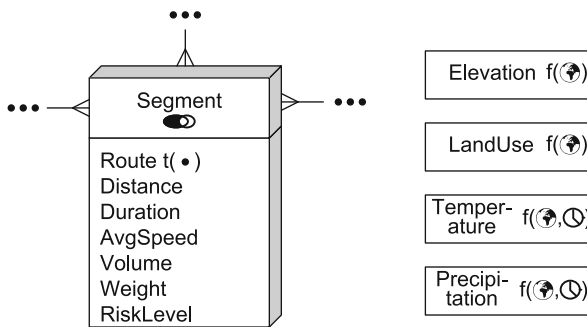 Segment
Route t( • )
Distance
Duration
AvgSpeed
Volume
Weight
RiskLevel
Elevation f( )
LandUse f( )
Temper-
ature f( , )
Precipi-
tation f( , )